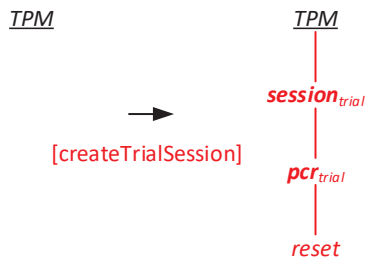 TPM
TPM
session_trial
[createTrialSession]
pcr_trial
reset